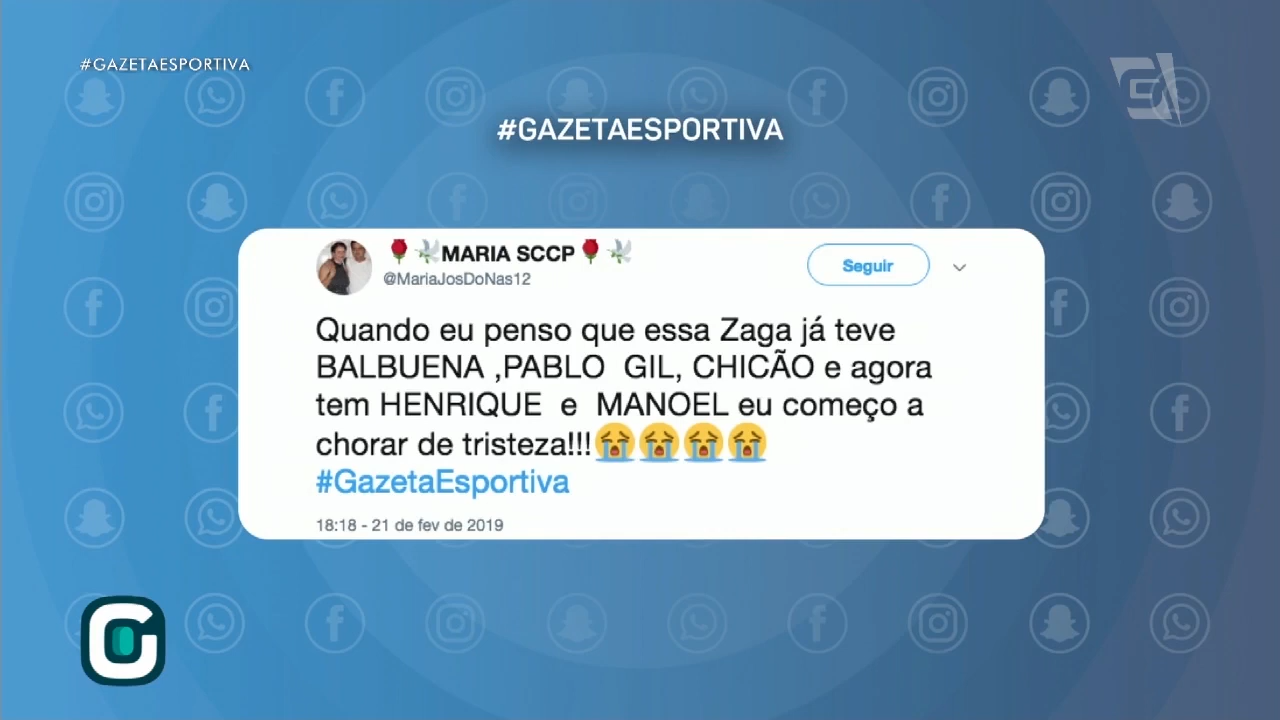 #GAZETAESPORTIVA
#GAZETAESPORTIVA
🌹🕊MARIA SCCP🌹🕊
@MariaJosDoNas12
Seguir
Quando eu penso que essa Zaga já teve
BALBUENA ,PABLO  GIL, CHICÃO e agora
tem HENRIQUE  e  MANOEL eu começo a
chorar de tristeza!!!😭😭😭😭
#GazetaEsportiva
18:18 - 21 de fev de 2019